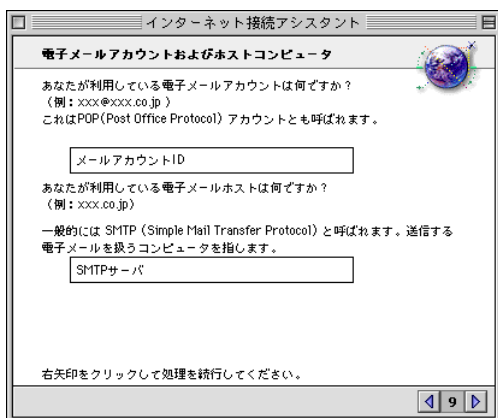 インターネット接続アシスタント
電子メールアカウントおよびホストコンピュータ
あなたが利用している電子メールアカウントは何ですか?
(例:xxx@xxx.co.jp )
これはPOP(Post Office Protocol) アカウントとも呼ばれます。
メールアカウントID
あなたが利用している電子メールホストは何ですか?
(例:xxx.co.jp)
一般的には SMTP (Simple Mail Transfer Protocol) と呼ばれます。送信する
電子メールを扱うコンピュータを指します。
SMTPサーバ
右矢印をクリックして処理を続行してください。
9